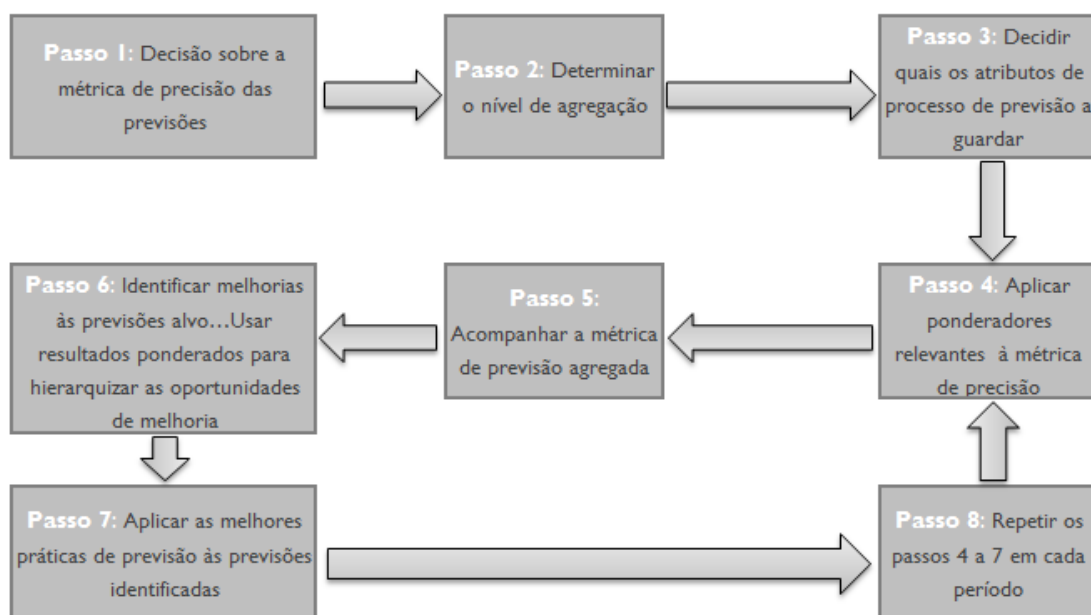 Passo 1: Decisão sobre a
métrica de precisão das
previsões
Passo 2: Determinar
o nível de agregação
Passo 3: Decidir
quais os atributos de
processo de previsão a
guardar
Passo 4: Aplicar
ponderadores
relevantes à métrica
de precisão
Passo 5:
Acompanhar a métrica
de previsão agregada
Passo 6: Identificar melhorias
às previsões alvo...Usar
resultados ponderados para
hierarquizar as oportunidades
de melhoria
Passo 7: Aplicar as melhores
práticas de previsão às previsões
identificadas
Passo 8: Repetir os
passos 4 a 7 em cada
período